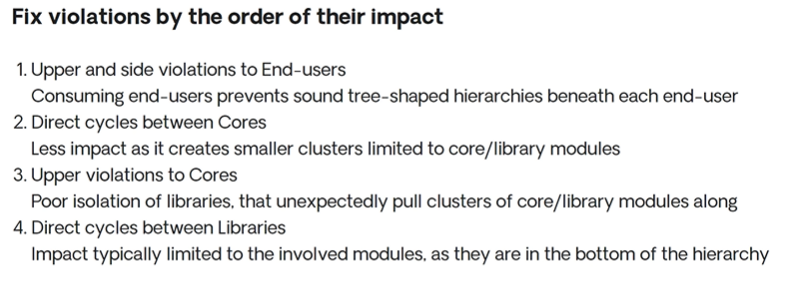 Fix violations by the order of their impact
1. Upper and side violations to End-users
Consuming end-users prevents sound tree-shaped hierarchies beneath each end-user
2. Direct cycles between Cores
Less impact as it creates smaller clusters limited to core/library modules
3. Upper violations to Cores
Poor isolation of libraries, that unexpectedly pull clusters of core/library modules along
4. Direct cycles between Libraries
Impact typically limited to the involved modules, as they are in the bottom of the hierarchy